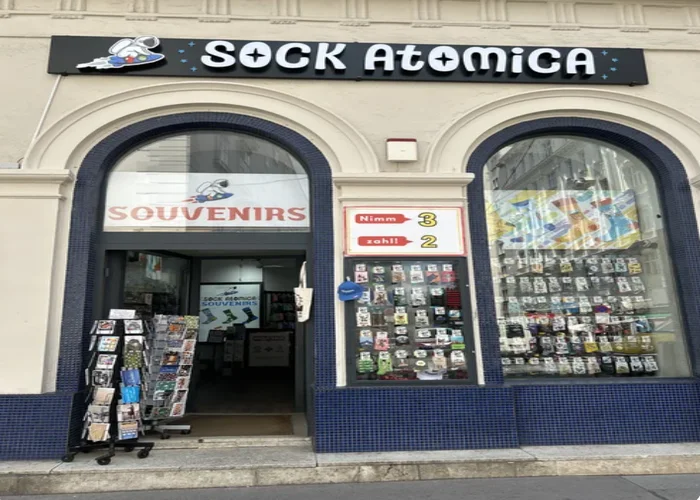 SOCK AtOMiCA
SOUVENIRS
Nimm 3
zahl! 2
SOCK AtOMiCA
SOUVENIRS